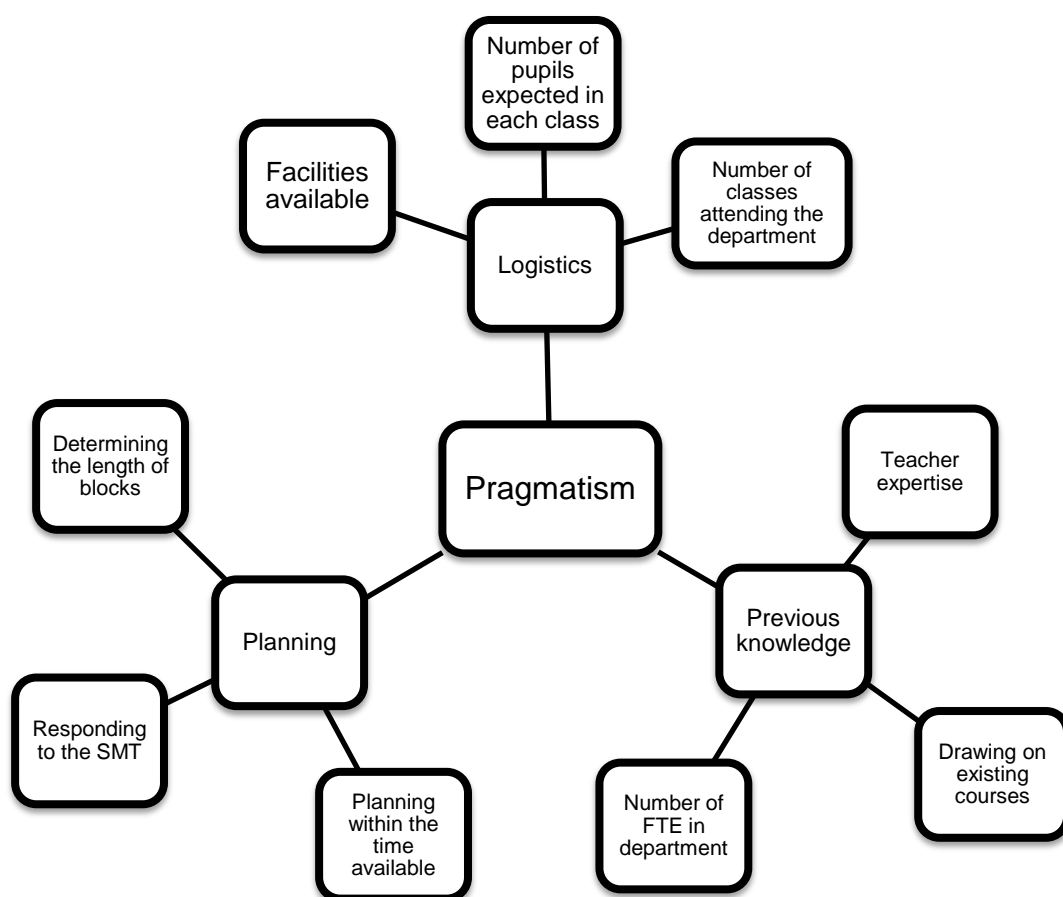 Number of
pupils
expected in
each class
Facilities
available
Number of
classes
attending the
department
Logistics
Pragmatism
Determining
the length of
blocks
Teacher
expertise
Planning
Previous
knowledge
Responding
to the SMT
Planning
within the
time
available
Number of
FTE in
department
Drawing on
existing
courses